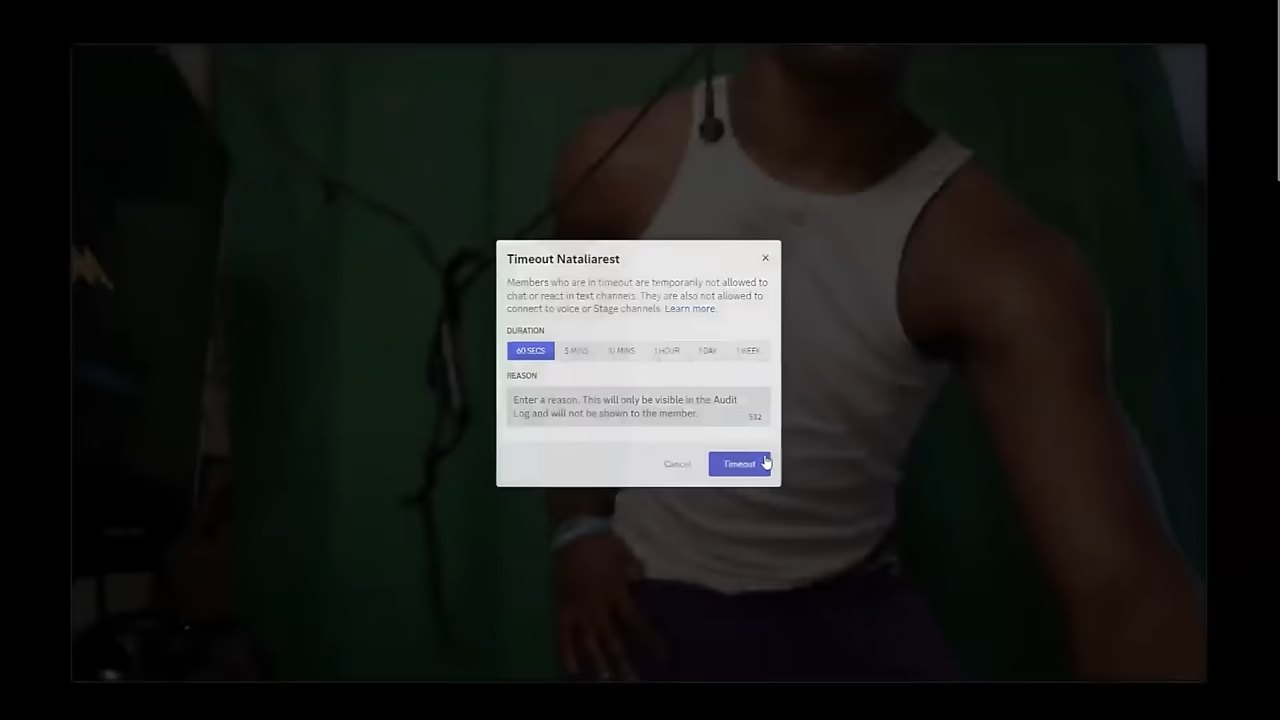 Timeout Nataliarest
Members who are in timeout are temporarily not allowed to
chat or react in text channels. They are also not allowed to
connect to voice or Stage channels. Learn more.
DURATION
60 SECS 5 MINS 10 MINS 1 HOUR 1 DAY 1 WEEK
REASON
Enter a reason. This will only be visible in the Audit
Log and will not be shown to the member.
512
Cancel Timeout